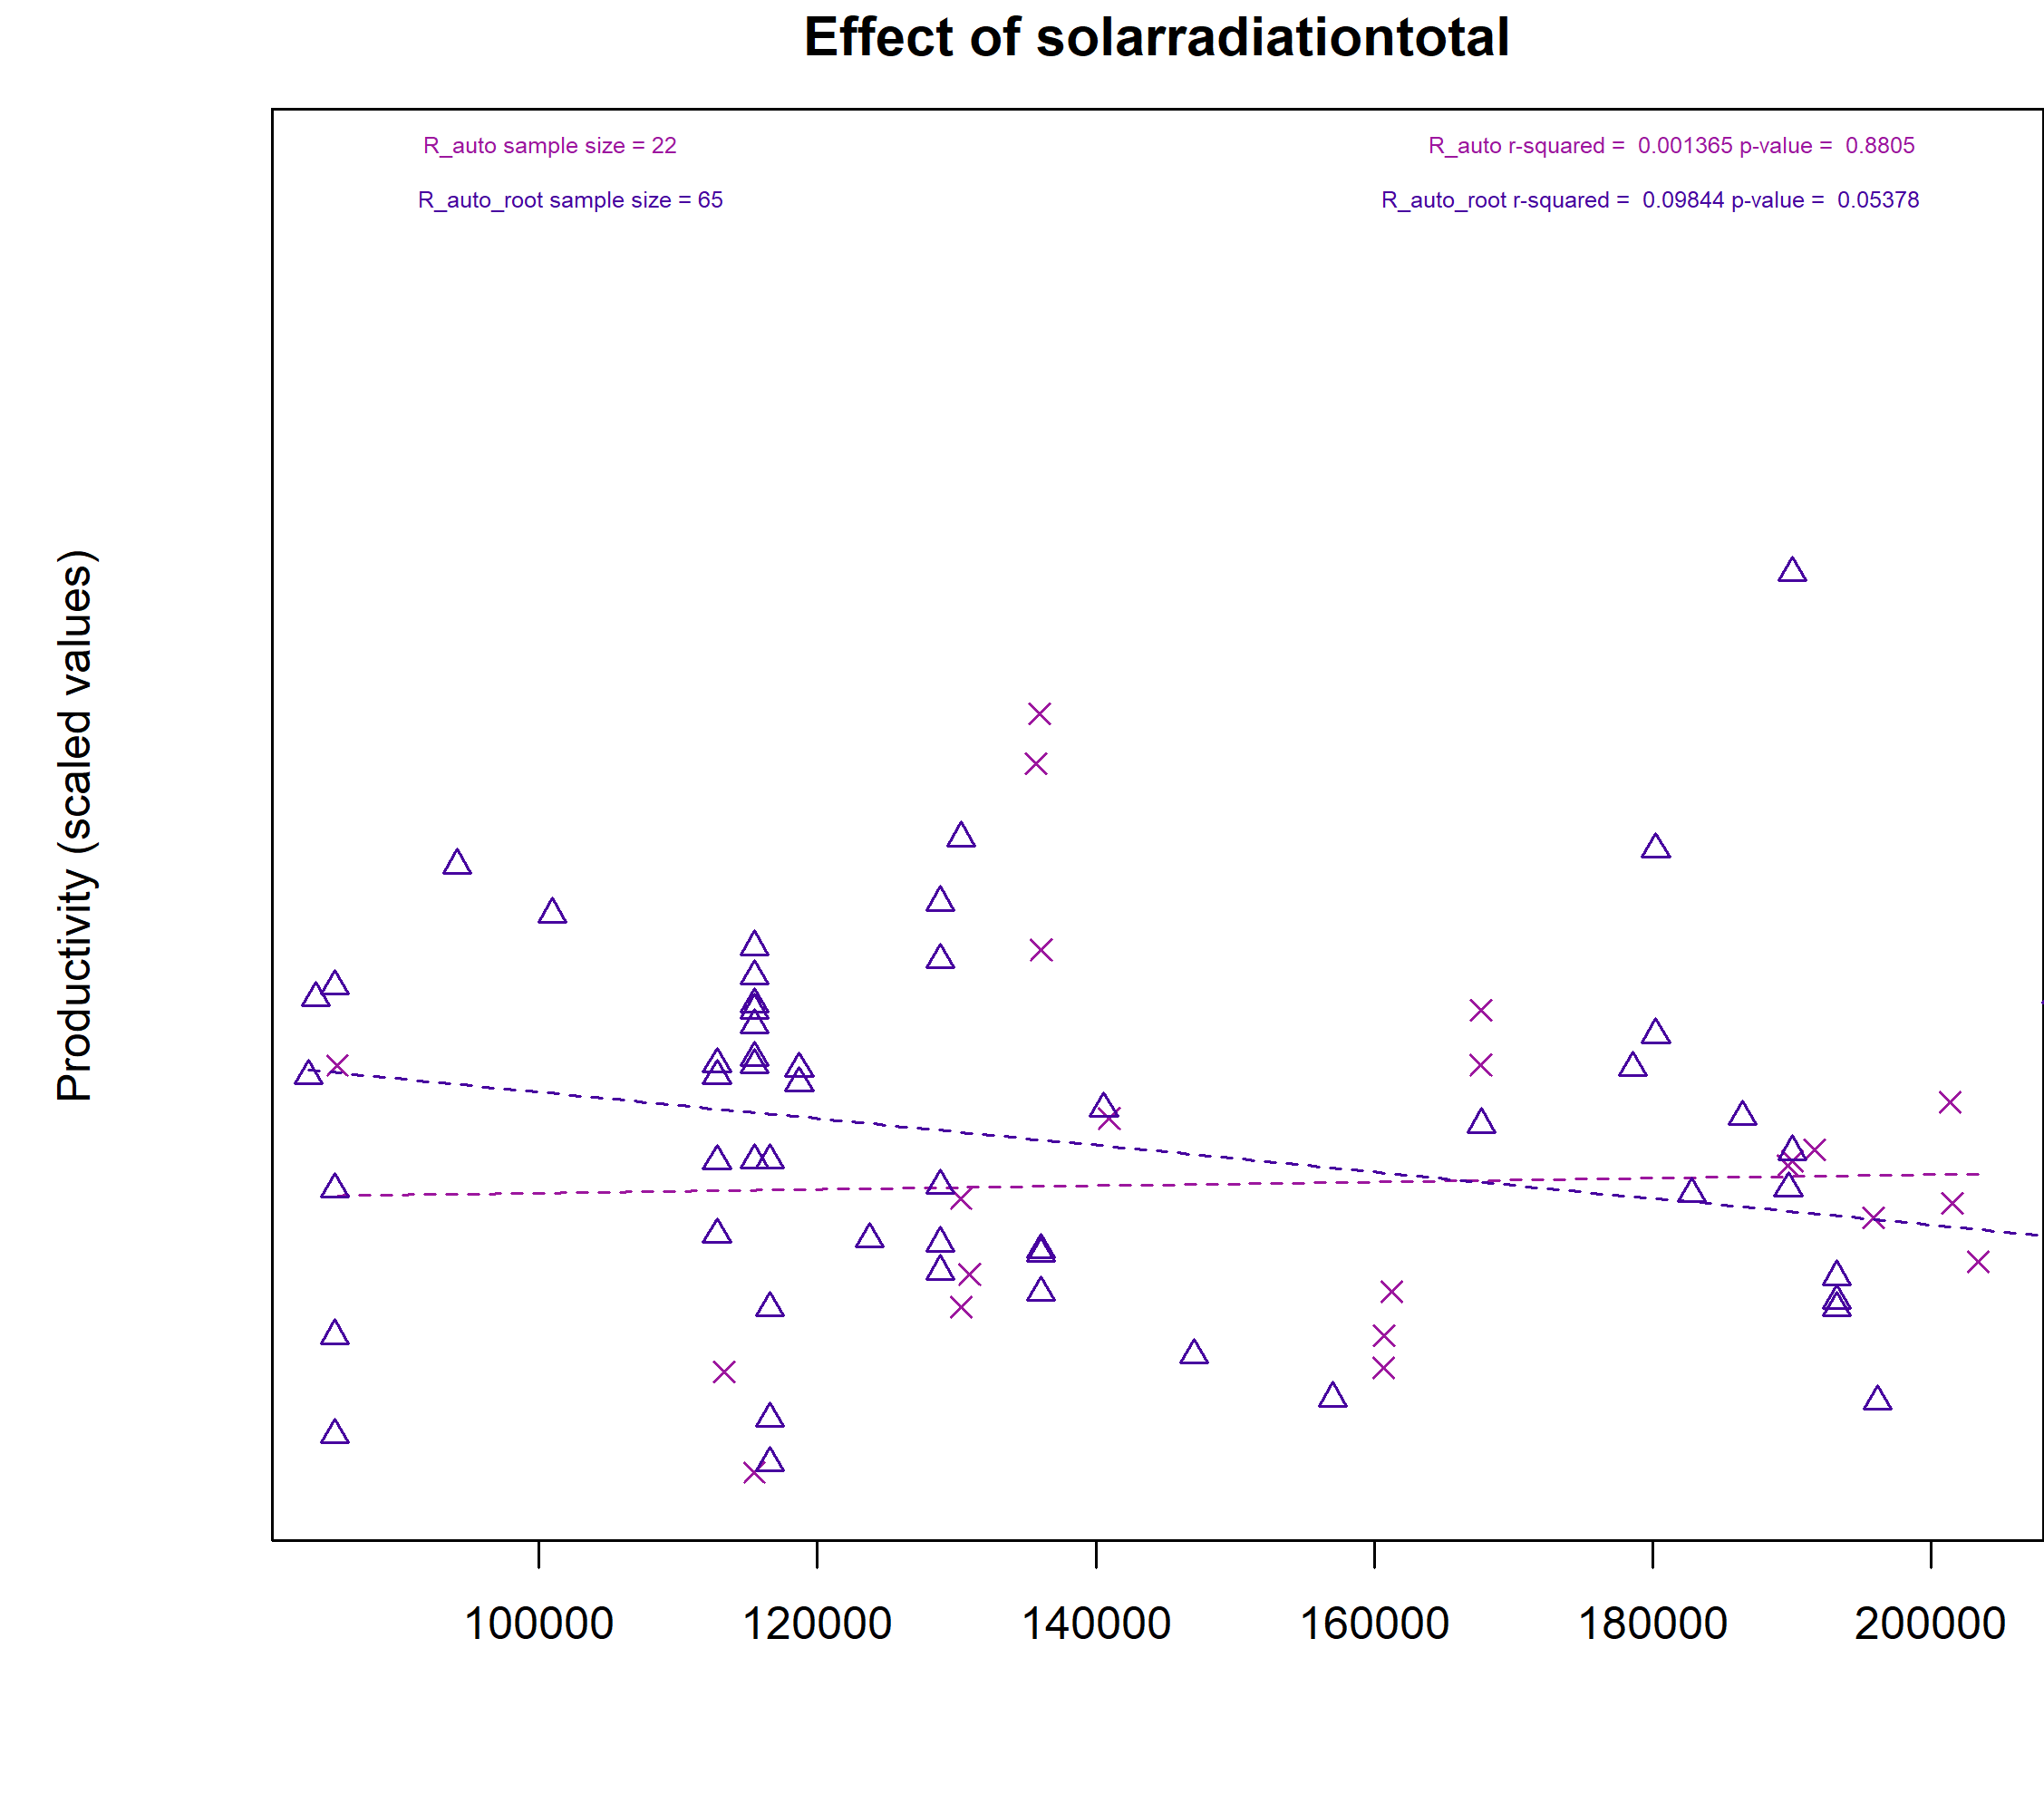 Effect of solarradiationtotal
R_auto sample size = 22
R_auto r-squared =  0.001365 p-value =  0.8805
R_auto_root sample size = 65
R_auto_root r-squared =  0.09844 p-value =  0.05378
Productivity (scaled values)
100000 120000 140000 160000 180000 200000